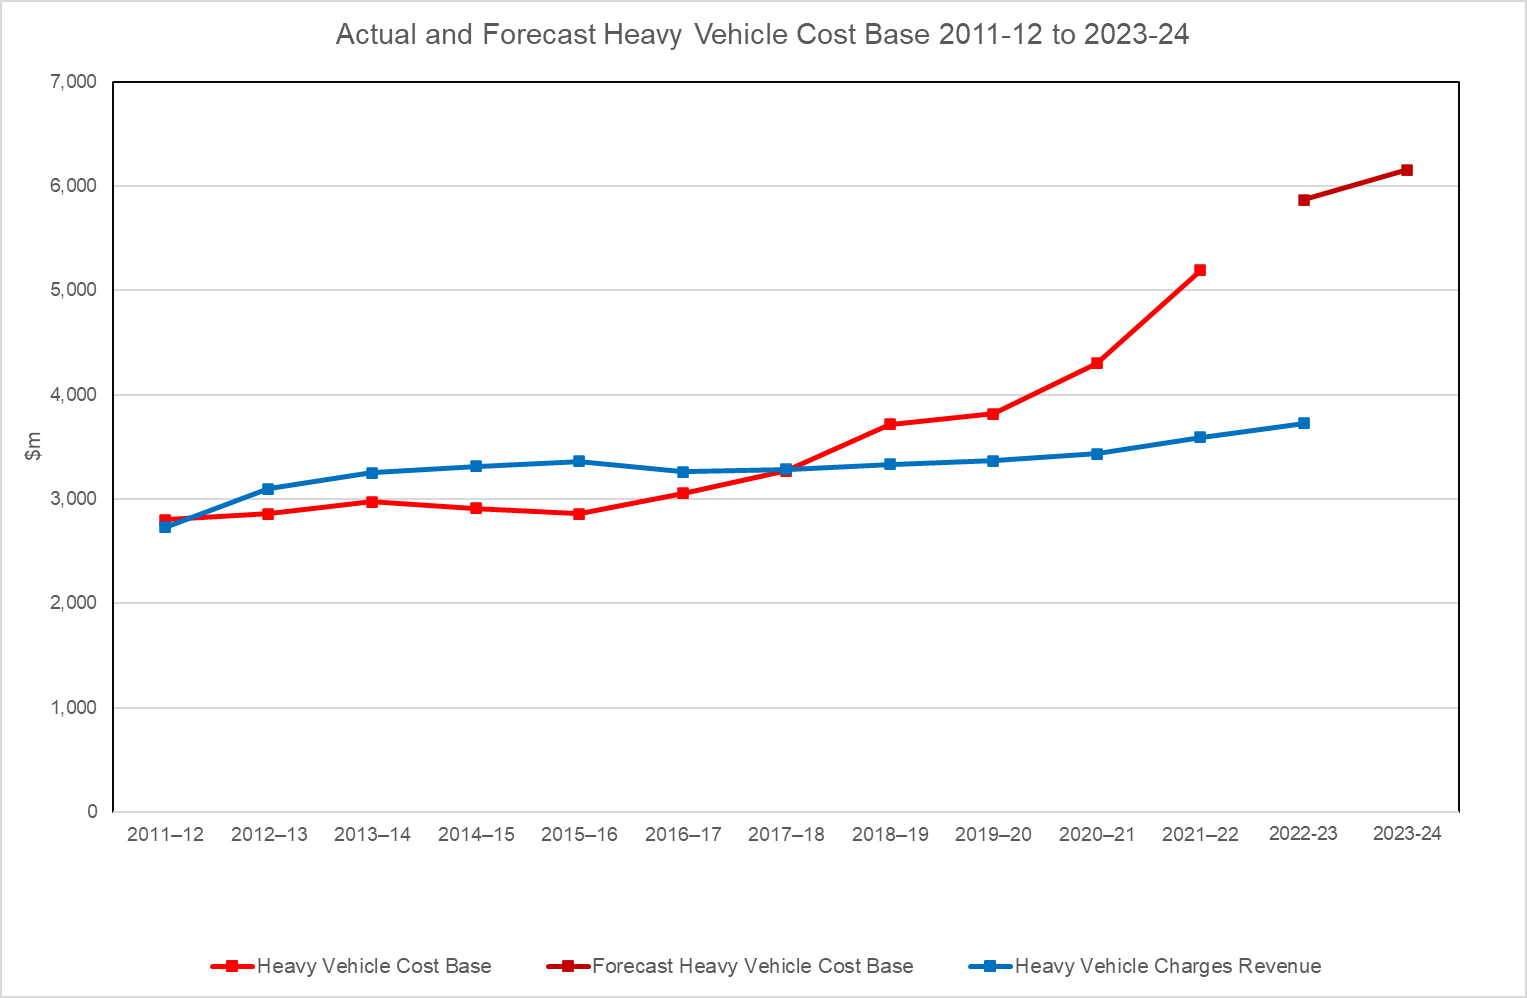 Actual and Forecast Heavy Vehicle Cost Base 2011-12 to 2023-24
7,000
6,000
5,000
4,000
$m
3,000
2,000
1,000
0
2011–12 2012–13 2013–14 2014–15 2015–16 2016–17 2017–18 2018–19 2019–20 2020–21 2021–22 2022-23 2023-24
Heavy Vehicle Cost Base Forecast Heavy Vehicle Cost Base Heavy Vehicle Charges Revenue